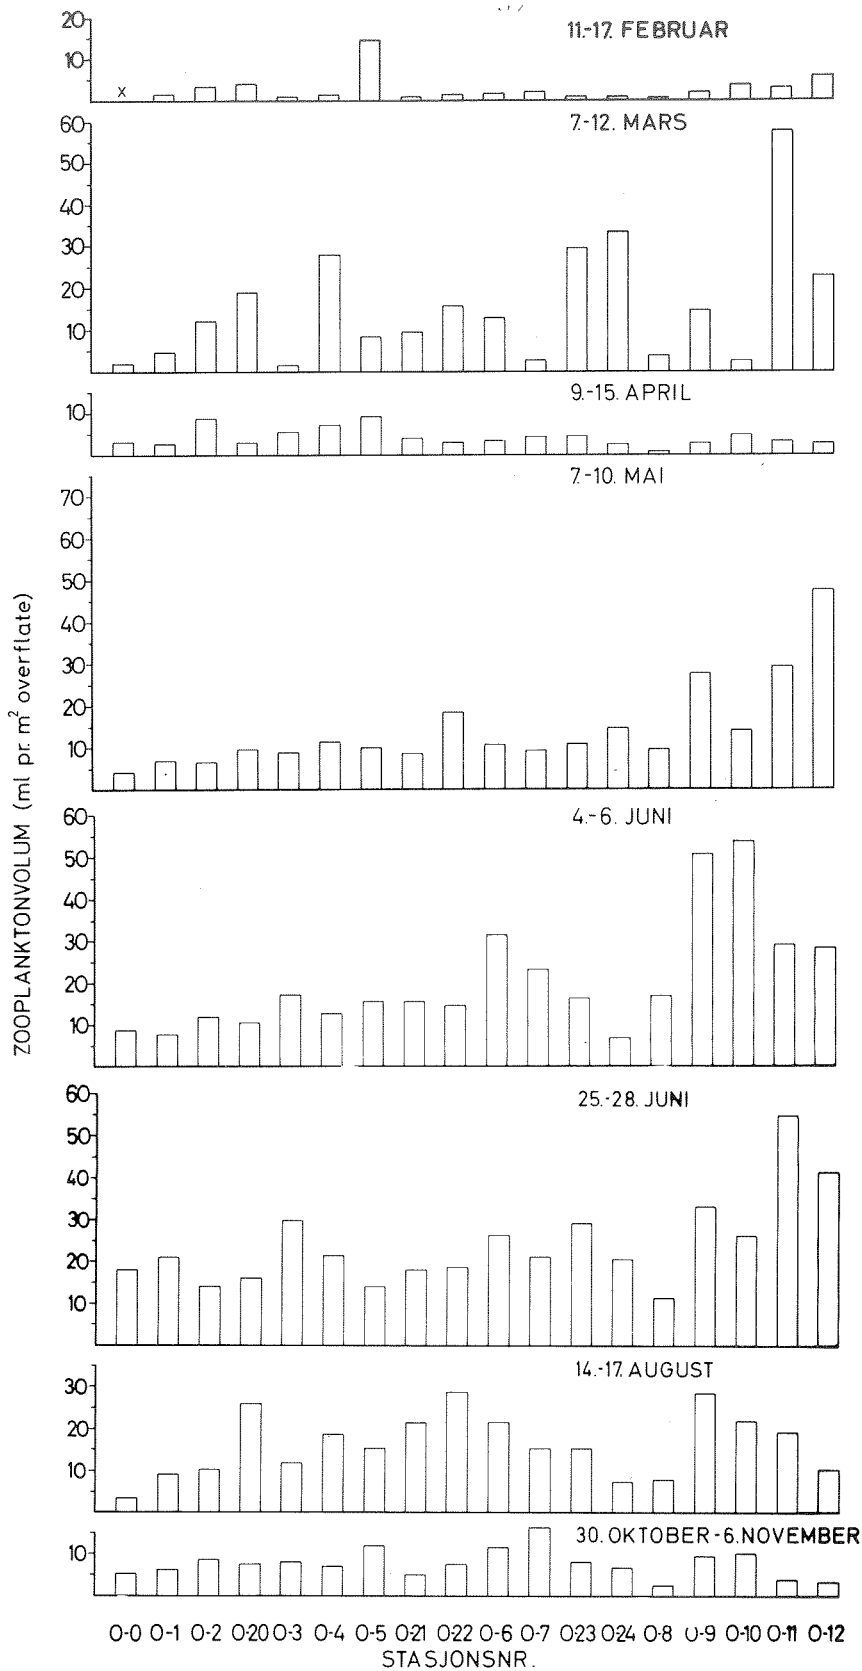 11.-17. FEBRUAR
20
10
x
7.-12. MARS
60
50
40
30
20
10
9.-15. APRIL
10
7.-10. MAI
70
60
50
40
30
20
10
4.-6. JUNI
60
50
40
30
20
10
25.-28. JUNI
60
50
40
30
20
10
14.-17. AUGUST
30
20
10
30. OKTOBER - 6. NOVEMBER
10
ZOOPLANKTONVOLUM (ml pr. m² overflate)
O-0 O-1 O-2 O-20 O-3 O-4 O-5 O-21 O-22 O-6 O-7 O-23 O-24 O-8 O-9 O-10 O-11 O-12
STASJONSNR.